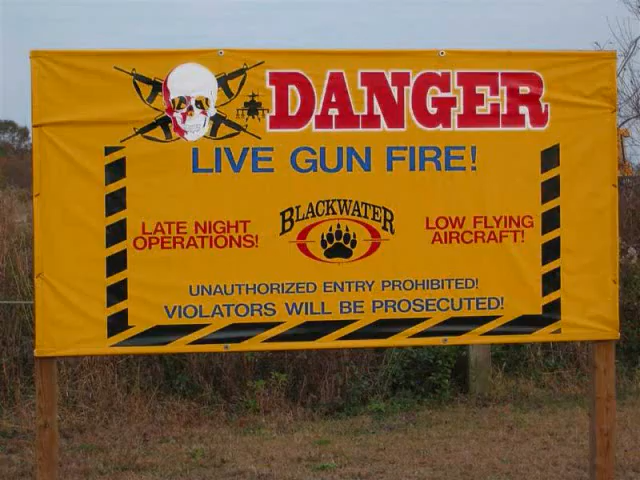 DANGER
LIVE GUN FIRE!
LATE NIGHT
OPERATIONS!
BLACKWATER
LOW FLYING
AIRCRAFT!
UNAUTHORIZED ENTRY PROHIBITED!
VIOLATORS WILL BE PROSECUTED!